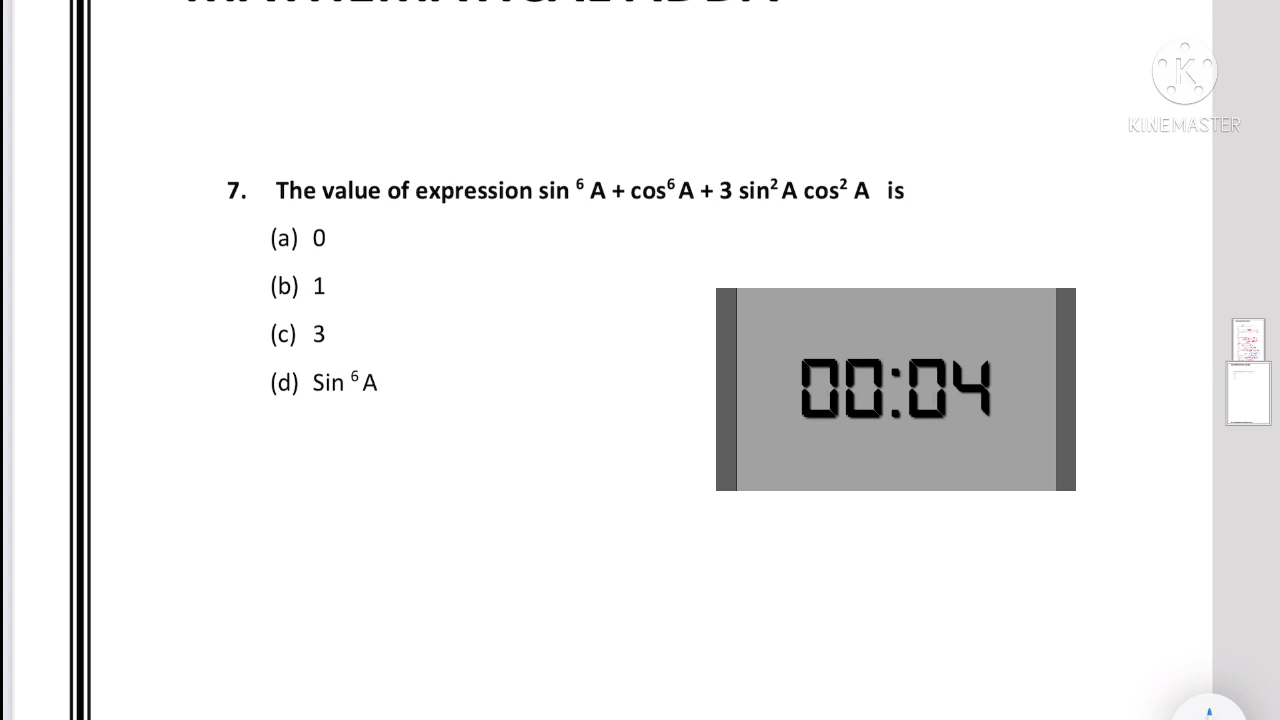 KINEMASTER
7. The value of expression sin ⁶ A + cos⁶ A + 3 sin² A cos² A is
(a) 0
(b) 1
(c) 3
(d) Sin ⁶ A
00:04